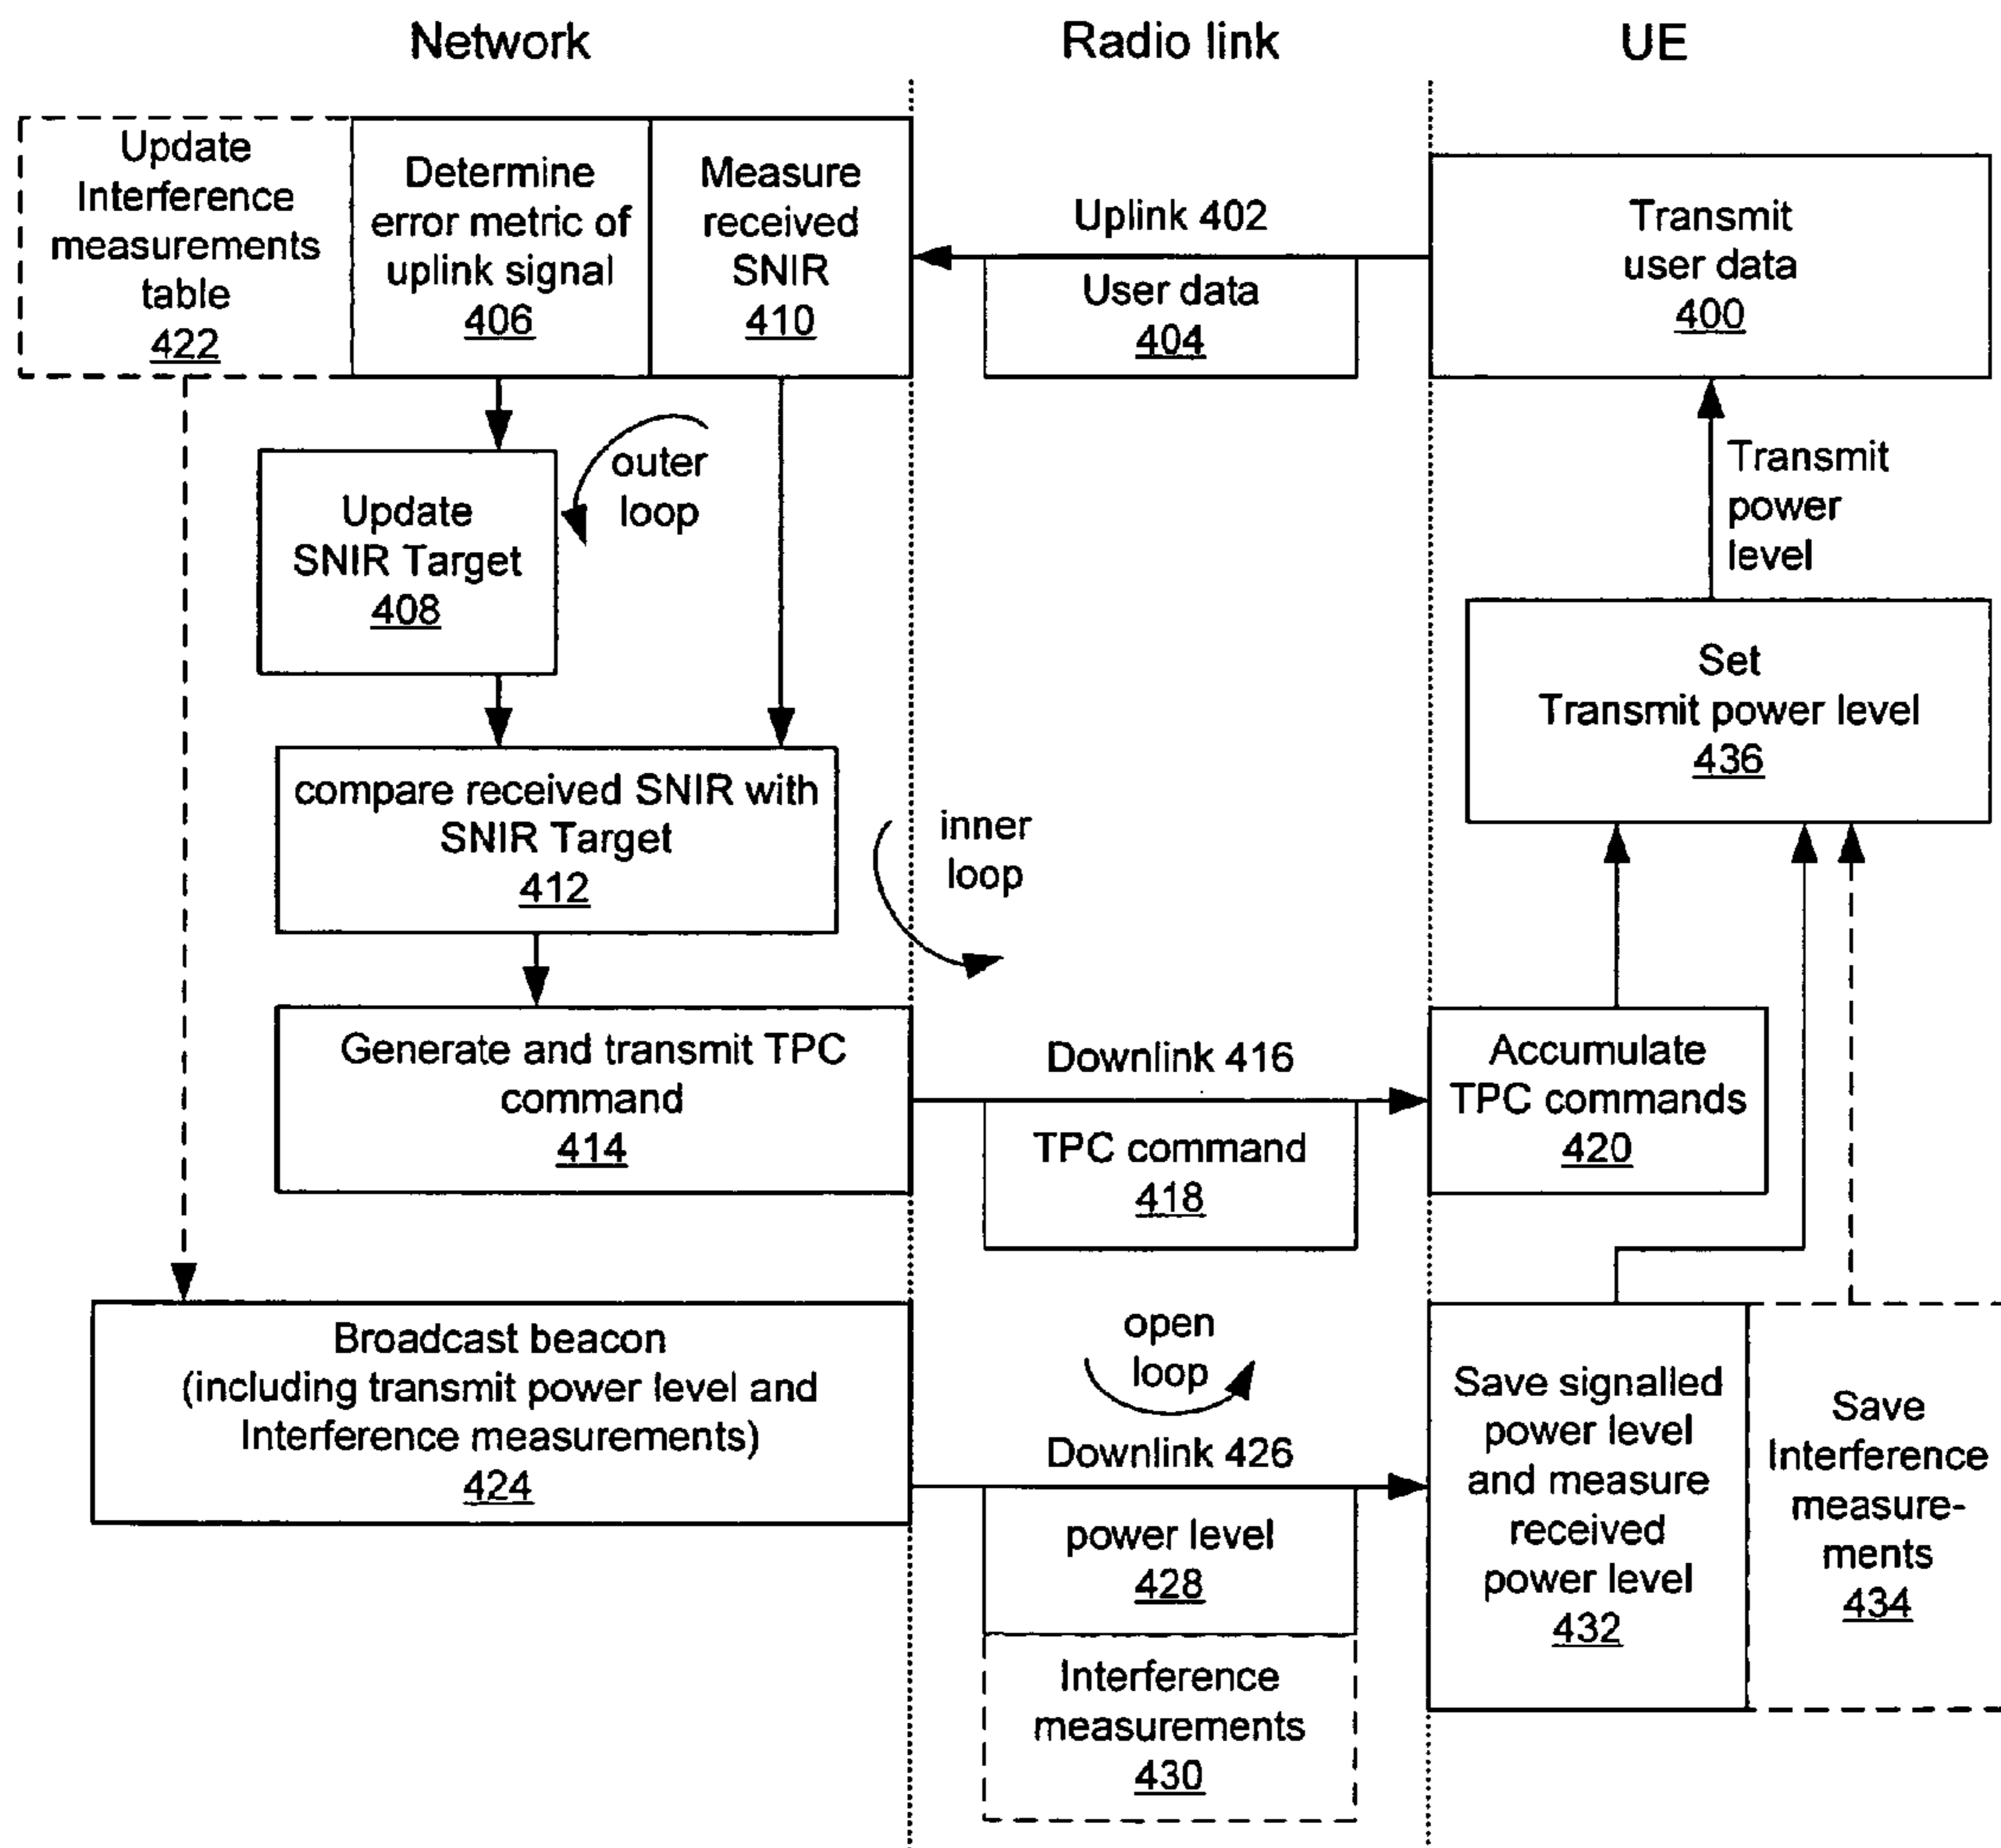 Network
Radio link
UE
Update
Interference
measurements
table
422
Determine
error metric of
uplink signal
406
Measure
received
SNIR
410
Uplink 402
User data
404
Transmit
user data
400
outer
loop
Update
SNIR Target
408
Transmit
power
level
Set
Transmit power level
436
compare received SNIR with
SNIR Target
412
inner
loop
Generate and transmit TPC
command
414
Downlink 416
TPC command
418
Accumulate
TPC commands
420
Broadcast beacon
(including transmit power level and
Interference measurements)
424
open
loop
Downlink 426
power level
428
Interference
measurements
430
Save signalled
power level
and measure
received
power level
432
Save
Interference
measure-
ments
434